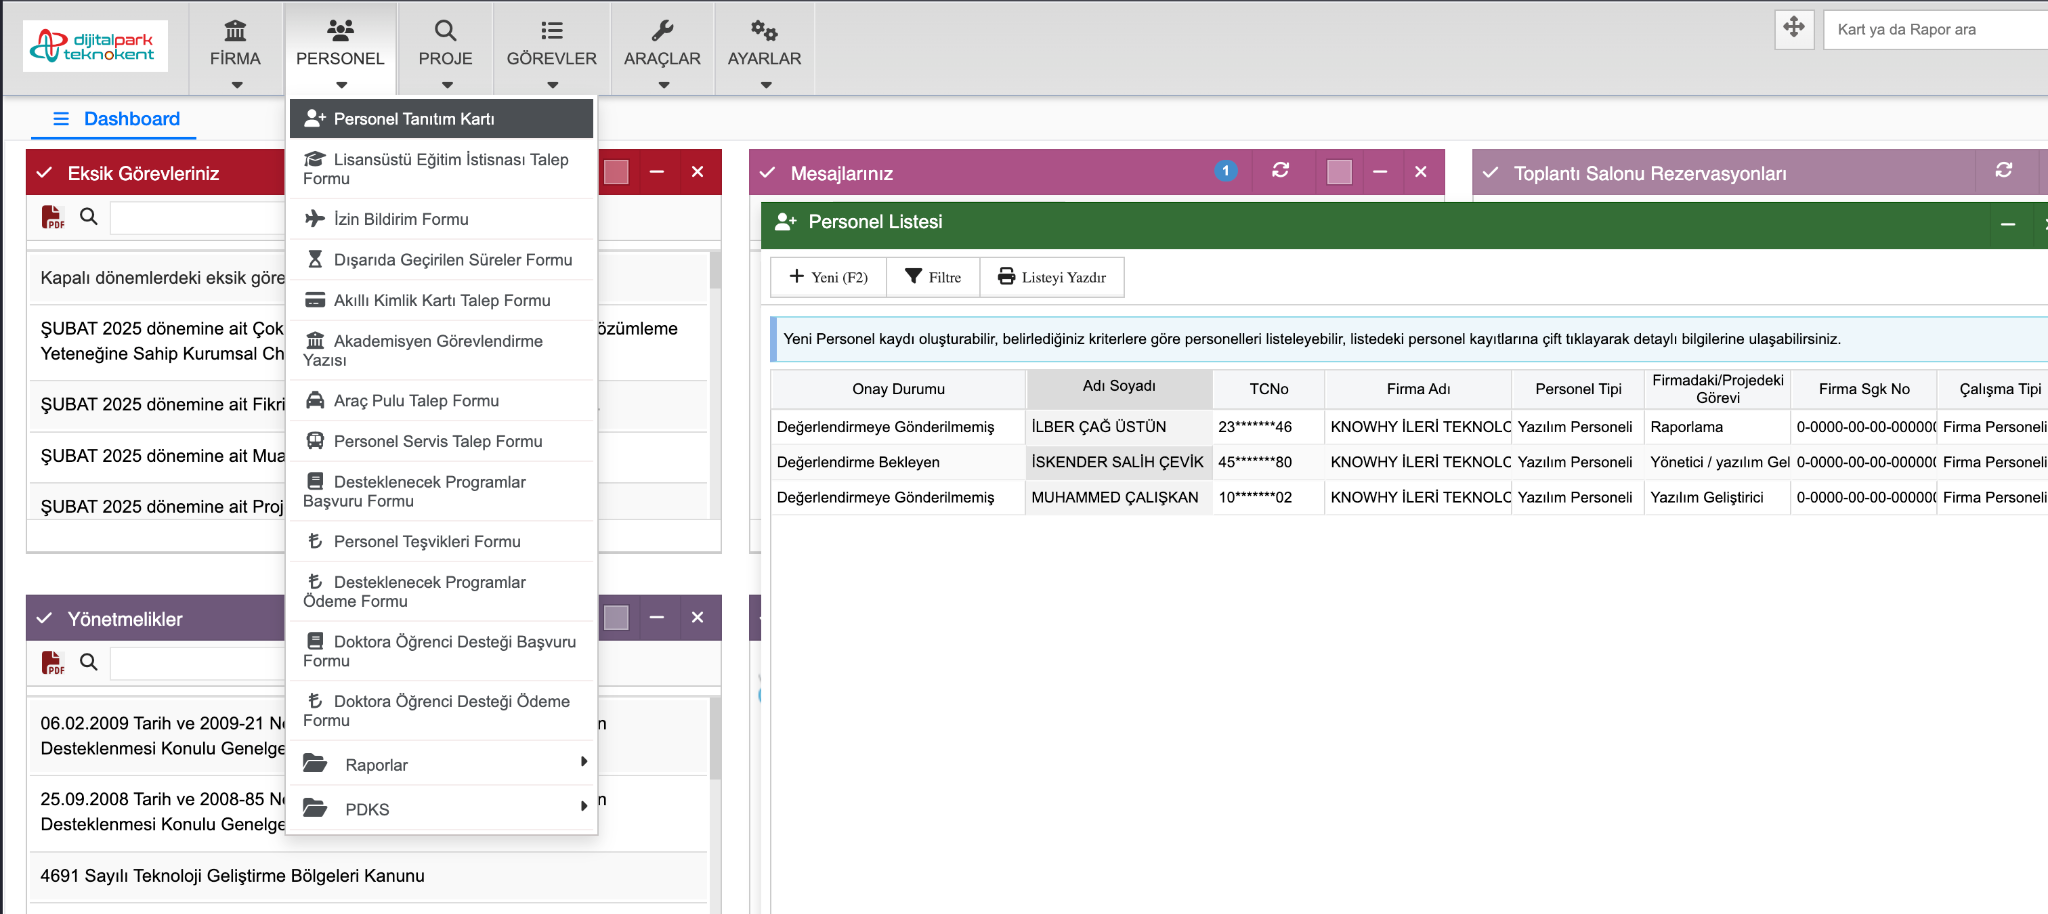 dijitalpark
teknokent
FİRMA
PERSONEL
PROJE
GÖREVLER
ARAÇLAR
AYARLAR
Kart ya da Rapor ara
Dashboard
Personel Tanıtım Kartı
Lisansüstü Eğitim İstisnası Talep
Formu
İzin Bildirim Formu
Dışarıda Geçirilen Süreler Formu
Akıllı Kimlik Kartı Talep Formu
Akademisyen Görevlendirme
Yazısı
Araç Pulu Talep Formu
Personel Servis Talep Formu
Desteklenecek Programlar
Başvuru Formu
Personel Teşvikleri Formu
Desteklenecek Programlar
Ödeme Formu
Doktora Öğrenci Desteği Başvuru
Formu
Doktora Öğrenci Desteği Ödeme
Formu
Raporlar
PDKS
Eksik Görevleriniz
PDF
Kapalı dönemlerdeki eksik göre
ŞUBAT 2025 dönemine ait Çok özümleme
Yeteneğine Sahip Kurumsal Ch
ŞUBAT 2025 dönemine ait Fikri
ŞUBAT 2025 dönemine ait Mua
ŞUBAT 2025 dönemine ait Proj
Yönetmelikler
PDF
06.02.2009 Tarih ve 2009-21 No n
Desteklenmesi Konulu Genelge
25.09.2008 Tarih ve 2008-85 No n
Desteklenmesi Konulu Genelge
4691 Sayılı Teknoloji Geliştirme Bölgeleri Kanunu
Mesajlarınız 1
Toplantı Salonu Rezervasyonları
Personel Listesi
Yeni (F2) Filtre Listeyi Yazdır
Yeni Personel kaydı oluşturabilir, belirlediğiniz kriterlere göre personelleri listeleyebilir, listedeki personel kayıtlarına çift tıklayarak detaylı bilgilerine ulaşabilirsiniz.
Onay Durumu Adı Soyadı TCNo Firma Adı Personel Tipi Firmadaki/Projedeki Görevi Firma Sgk No Çalışma Tipi
Değerlendirmeye Gönderilmemiş İLBER ÇAĞ ÜSTÜN 23*******46 KNOWHY İLERİ TEKNOLO Yazılım Personeli Raporlama 0-0000-00-00-000000 Firma Personeli
Değerlendirme Bekleyen İSKENDER SALİH ÇEVİK 45*******80 KNOWHY İLERİ TEKNOLO Yazılım Personeli Yönetici / yazılım Gel 0-0000-00-00-000000 Firma Personeli
Değerlendirmeye Gönderilmemiş MUHAMMED ÇALIŞKAN 10*******02 KNOWHY İLERİ TEKNOLO Yazılım Personeli Yazılım Geliştirici 0-0000-00-00-000000 Firma Personeli